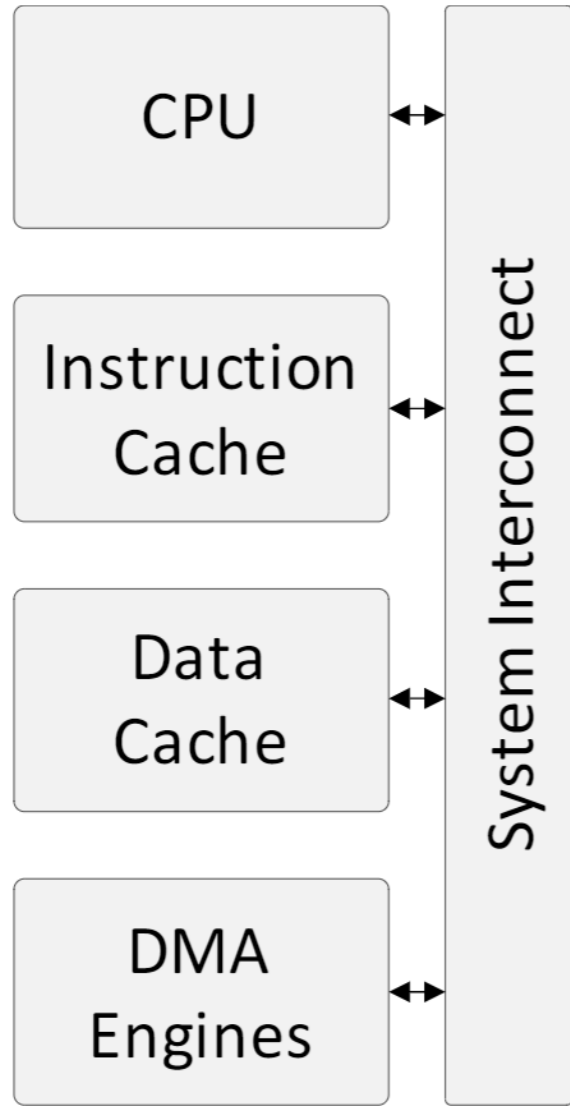 CPU
Instruction
Cache
Data
Cache
DMA
Engines
System Interconnect